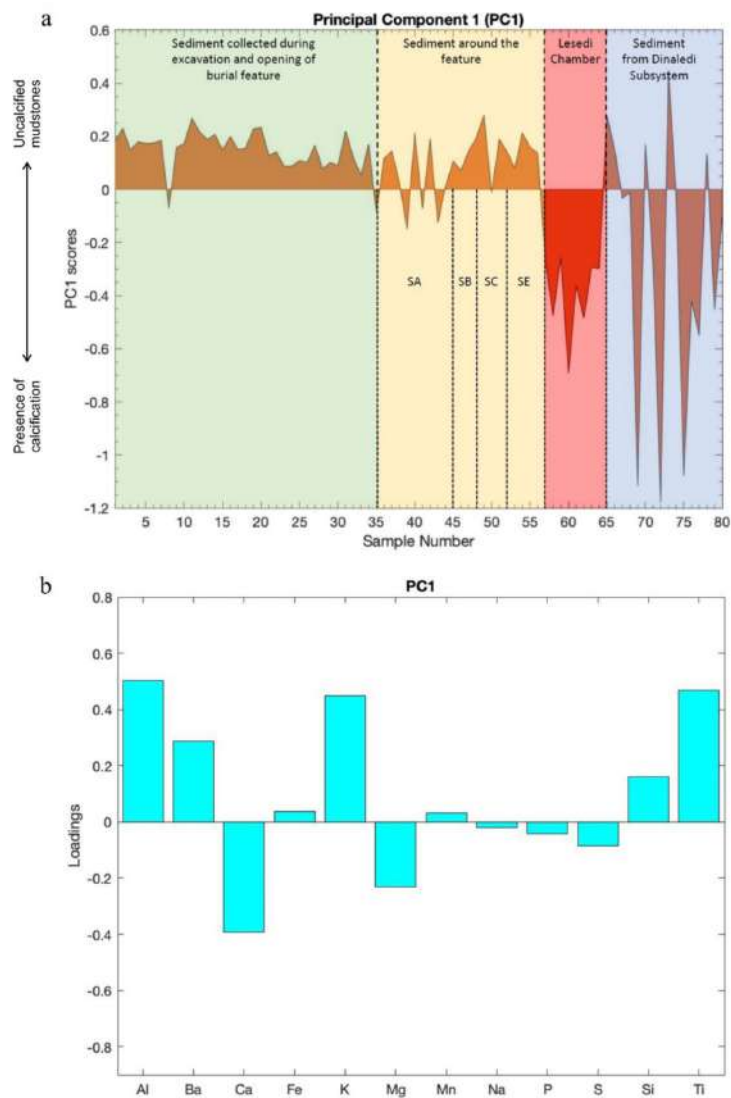 a
Principal Component 1 (PC1)
Sediment collected during
excavation and opening of
burial feature
Sediment around the
feature
Lesedi
Chamber
Sediment
from Dinaledi
Subsystem
Uncalcified
mudstones
Presence of
calcification
PC1 scores
0.6
0.4
0.2
0
-0.2
-0.4
-0.6
-0.8
-1
-1.2
SA
SB
SC
SE
5 10 15 20 25 30 35 40 45 50 55 60 65 70 75 80
Sample Number
b
PC1
Loadings
0.8
0.6
0.4
0.2
0
-0.2
-0.4
-0.6
-0.8
Al Ba Ca Fe K Mg Mn Na P S Si Ti